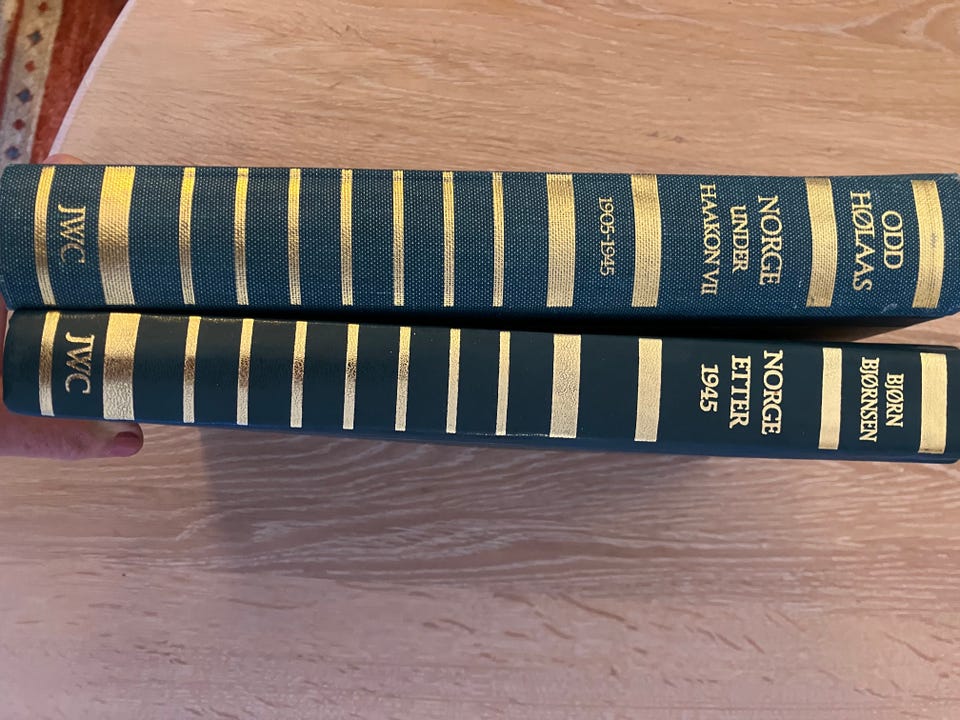 ODD
HØLAAS
NORGE
UNDER
HAAKON VII
1905-1945
JWC
BJØRN
BJØRNSEN
NORGE
ETTER
1945
JWC